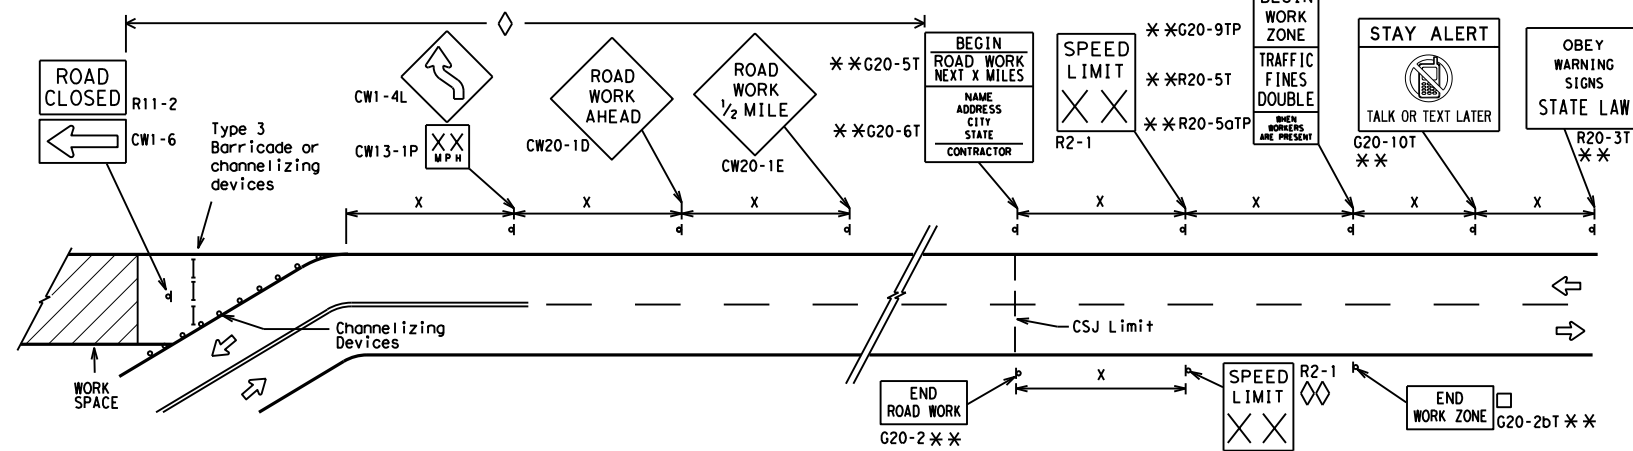 ROAD
CLOSED
R11-2
CW1-6
Type 3
Barricade or
channelizing
devices
CW1-4L
XX
MPH
CW13-1P
ROAD
WORK
AHEAD
CW20-1D
ROAD
WORK
1/2 MILE
CW20-1E
**G20-5T
BEGIN
ROAD WORK
NEXT X MILES
**G20-6T
NAME
ADDRESS
CITY
STATE
CONTRACTOR
SPEED
LIMIT
XX
R2-1
**G20-9TP
BEGIN
WORK
ZONE
**R20-5T
TRAFFIC
FINES
DOUBLE
**R20-5aTP
WHEN
WORKERS
ARE PRESENT
STAY ALERT
TALK OR TEXT LATER
G20-10T
**
OBEY
WARNING
SIGNS
STATE LAW
R20-3T
**
X
X
X
X
X
X
X
Channelizing
Devices
CSJ Limit
WORK
SPACE
END
ROAD WORK
G20-2**
X
SPEED
LIMIT
XX
R2-1
END
WORK ZONE
G20-2bT **